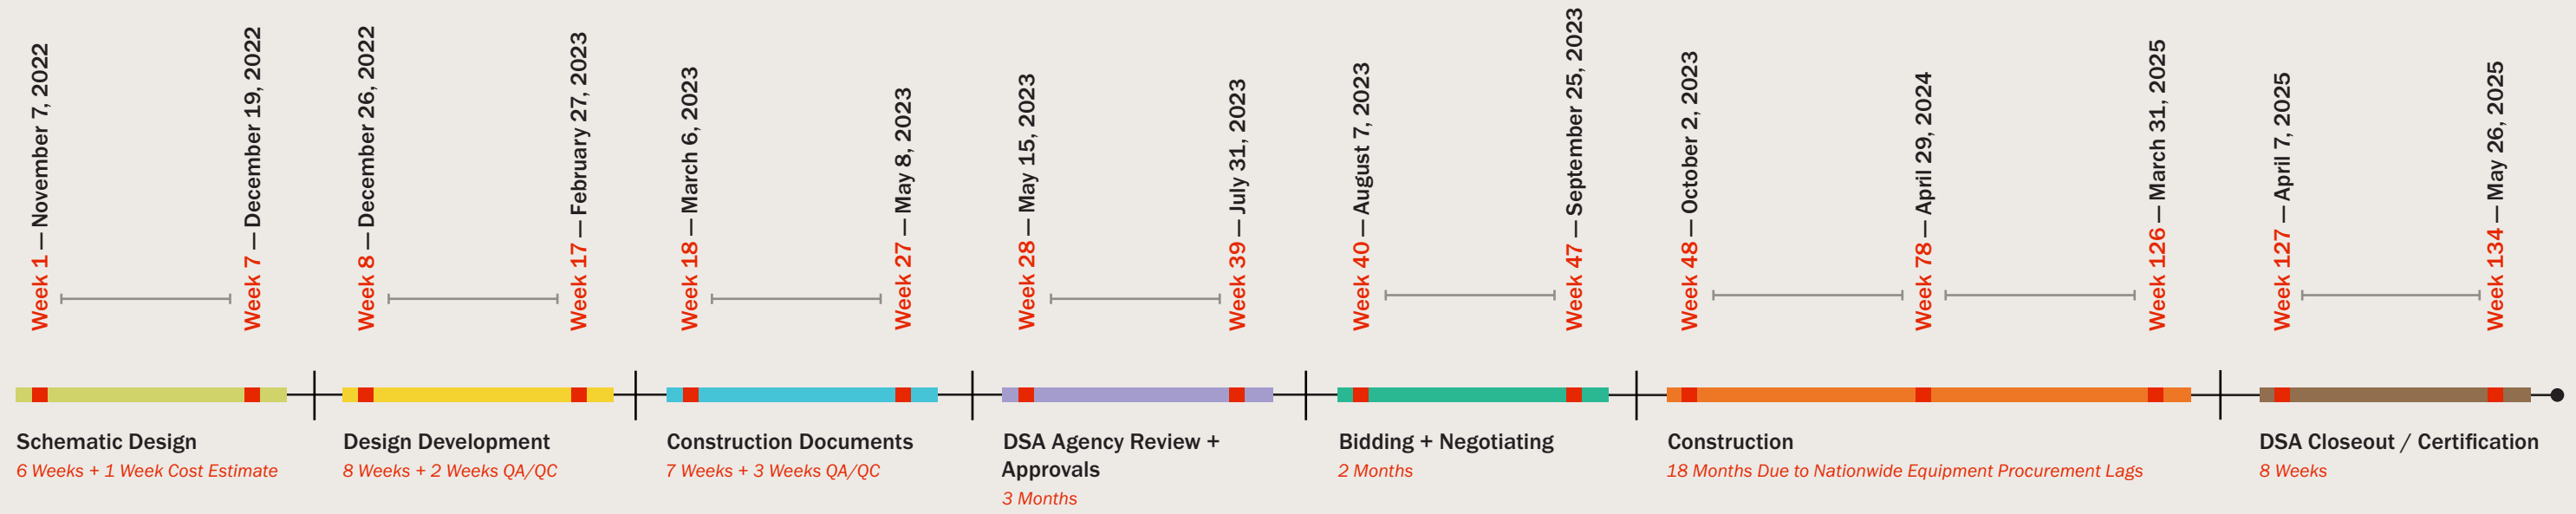 Week 1 — November 7, 2022
Week 7 — December 19, 2022
Week 8 — December 26, 2022
Week 17 — February 27, 2023
Week 18 — March 6, 2023
Week 27 — May 8, 2023
Week 28 — May 15, 2023
Week 39 — July 31, 2023
Week 40 — August 7, 2023
Week 47 — September 25, 2023
Week 48 — October 2, 2023
Week 78 — April 29, 2024
Week 126 — March 31, 2025
Week 127 — April 7, 2025
Week 134 — May 26, 2025
Schematic Design
6 Weeks + 1 Week Cost Estimate
Design Development
8 Weeks + 2 Weeks QA/QC
Construction Documents
7 Weeks + 3 Weeks QA/QC
DSA Agency Review +
Approvals
3 Months
Bidding + Negotiating
2 Months
Construction
18 Months Due to Nationwide Equipment Procurement Lags
DSA Closeout / Certification
8 Weeks